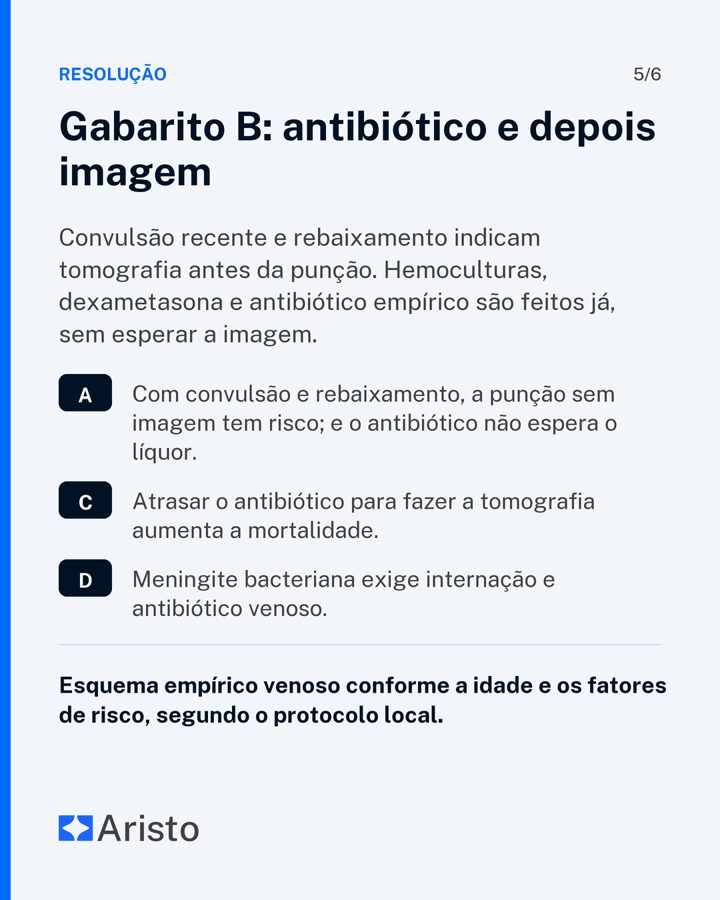 RESOLUÇÃO
5/6
Gabarito B: antibiótico e depois
imagem
Convulsão recente e rebaixamento indicam
tomografia antes da punção. Hemoculturas,
dexametasona e antibiótico empírico são feitos já,
sem esperar a imagem.
A
Com convulsão e rebaixamento, a punção sem
imagem tem risco; e o antibiótico não espera o
líquor.
C
Atrasar o antibiótico para fazer a tomografia
aumenta a mortalidade.
D
Meningite bacteriana exige internação e
antibiótico venoso.
Esquema empírico venoso conforme a idade e os fatores
de risco, segundo o protocolo local.
Aristo